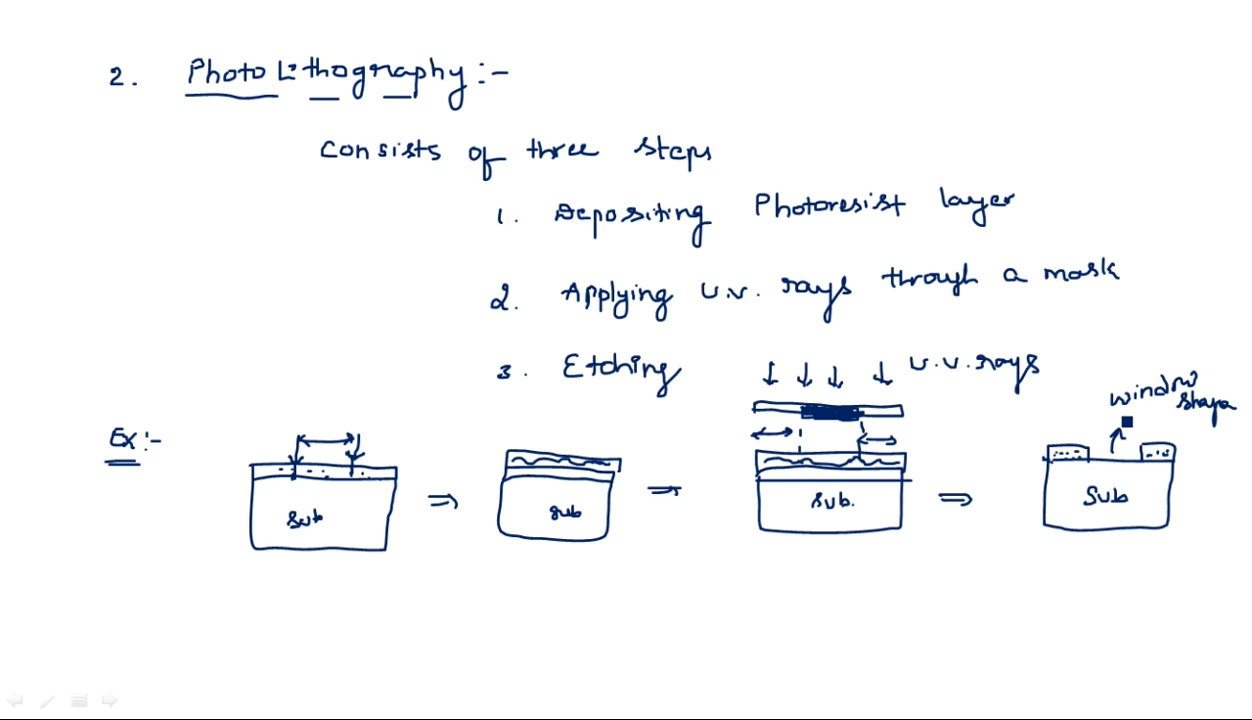 2. Photo Lithography :-
Consists of three steps
1. Depositing Photoresist layer
2. Applying U.V. rays through a mask
3. Etching
U.V. rays
window
shape
Ex :-
Sub
Sub
Sub.
Sub